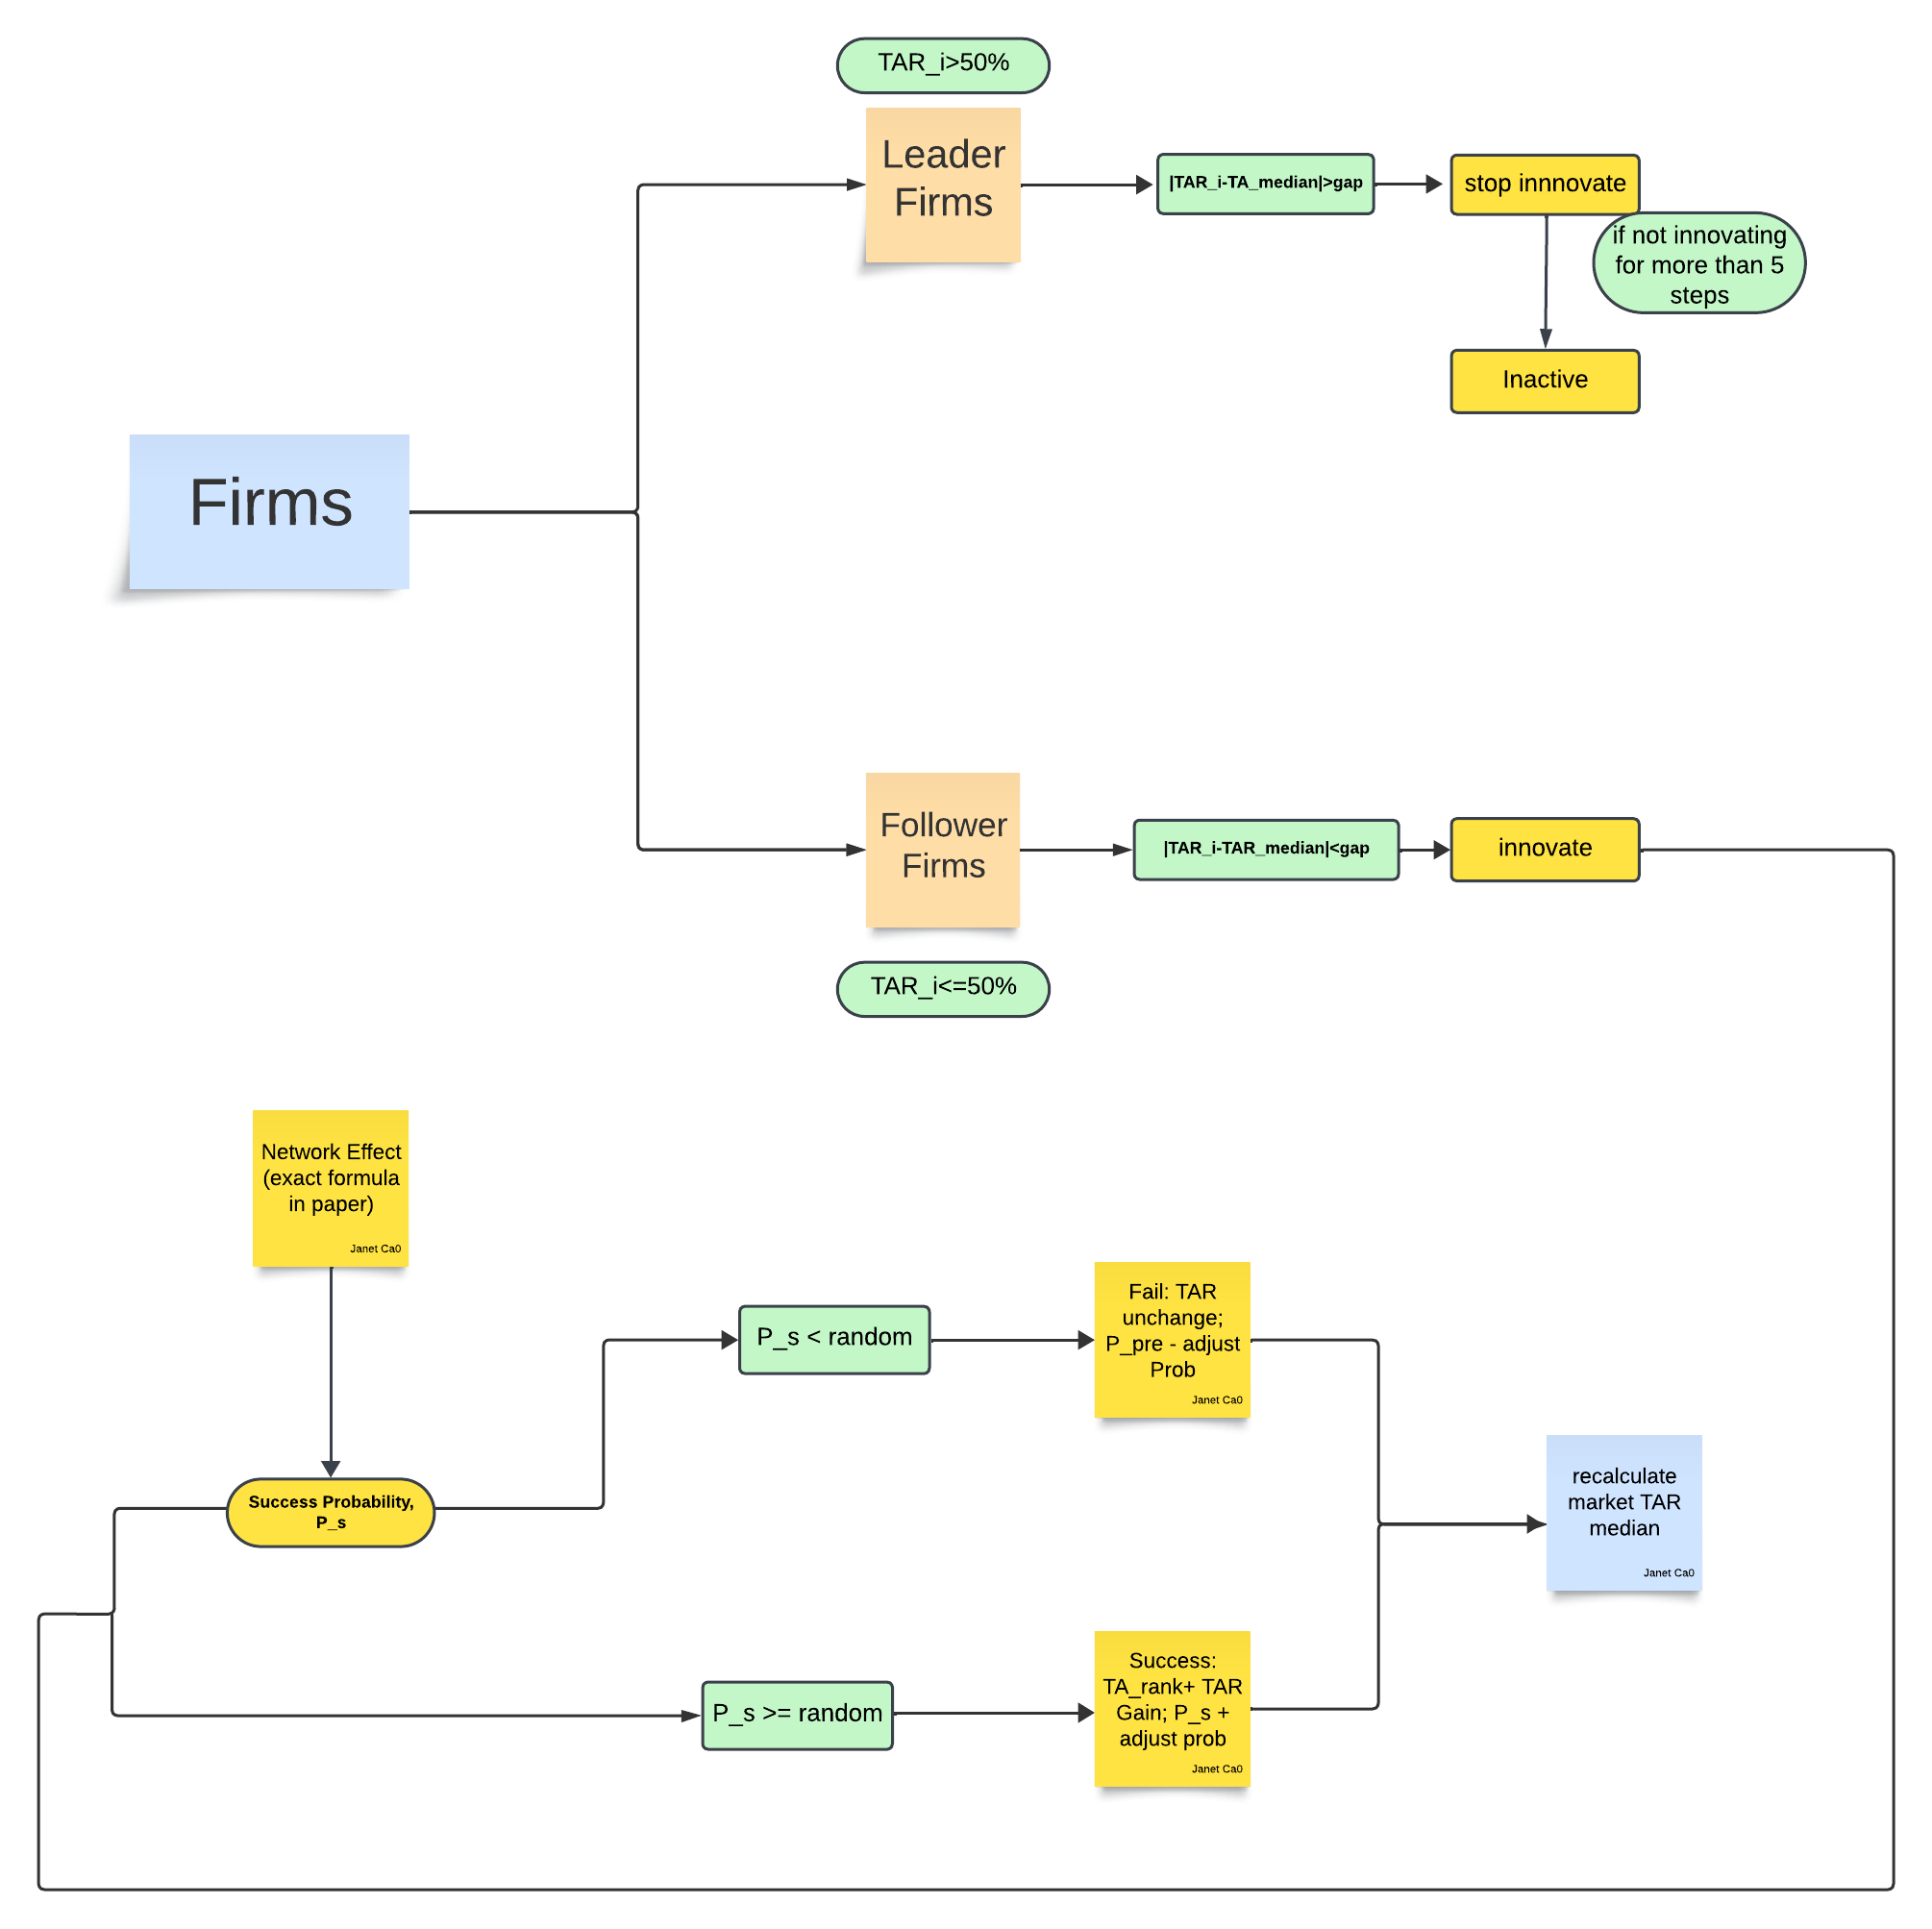 TAR_i>50%
Leader
Firms
|TAR_i-TA_median|>gap
stop innnovate
if not innovating
for more than 5
steps
Inactive
Firms
Follower
Firms
|TAR_i-TAR_median|<gap
innovate
TAR_i<=50%
Network Effect
(exact formula
in paper)
Janet Ca0
Success Probability,
P_s
P_s < random
Fail: TAR
unchange;
P_pre - adjust
Prob
Janet Ca0
recalculate
market TAR
median
Janet Ca0
P_s >= random
Success:
TA_rank+ TAR
Gain; P_s +
adjust prob
Janet Ca0